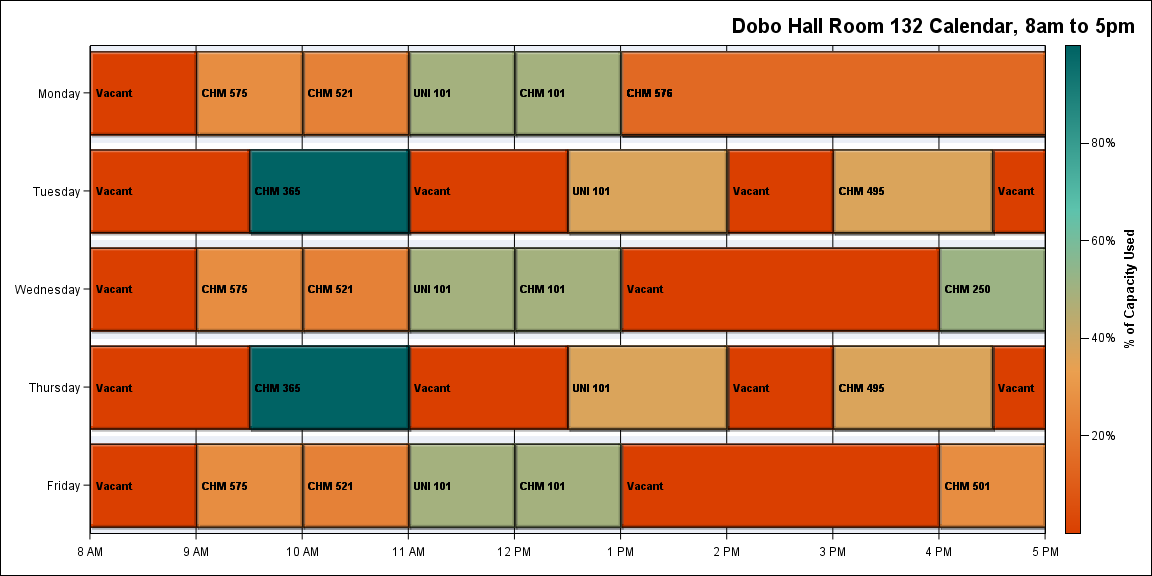 Dobo Hall Room 132 Calendar, 8am to 5pm
Monday
Vacant
CHM 575
CHM 521
UNI 101
CHM 101
CHM 576
Tuesday
Vacant
CHM 365
Vacant
UNI 101
Vacant
CHM 495
Vacant
Wednesday
Vacant
CHM 575
CHM 521
UNI 101
CHM 101
Vacant
CHM 250
Thursday
Vacant
CHM 365
Vacant
UNI 101
Vacant
CHM 495
Vacant
Friday
Vacant
CHM 575
CHM 521
UNI 101
CHM 101
Vacant
CHM 501
8 AM
9 AM
10 AM
11 AM
12 PM
1 PM
2 PM
3 PM
4 PM
5 PM
80%
60%
40%
20%
% of Capacity Used